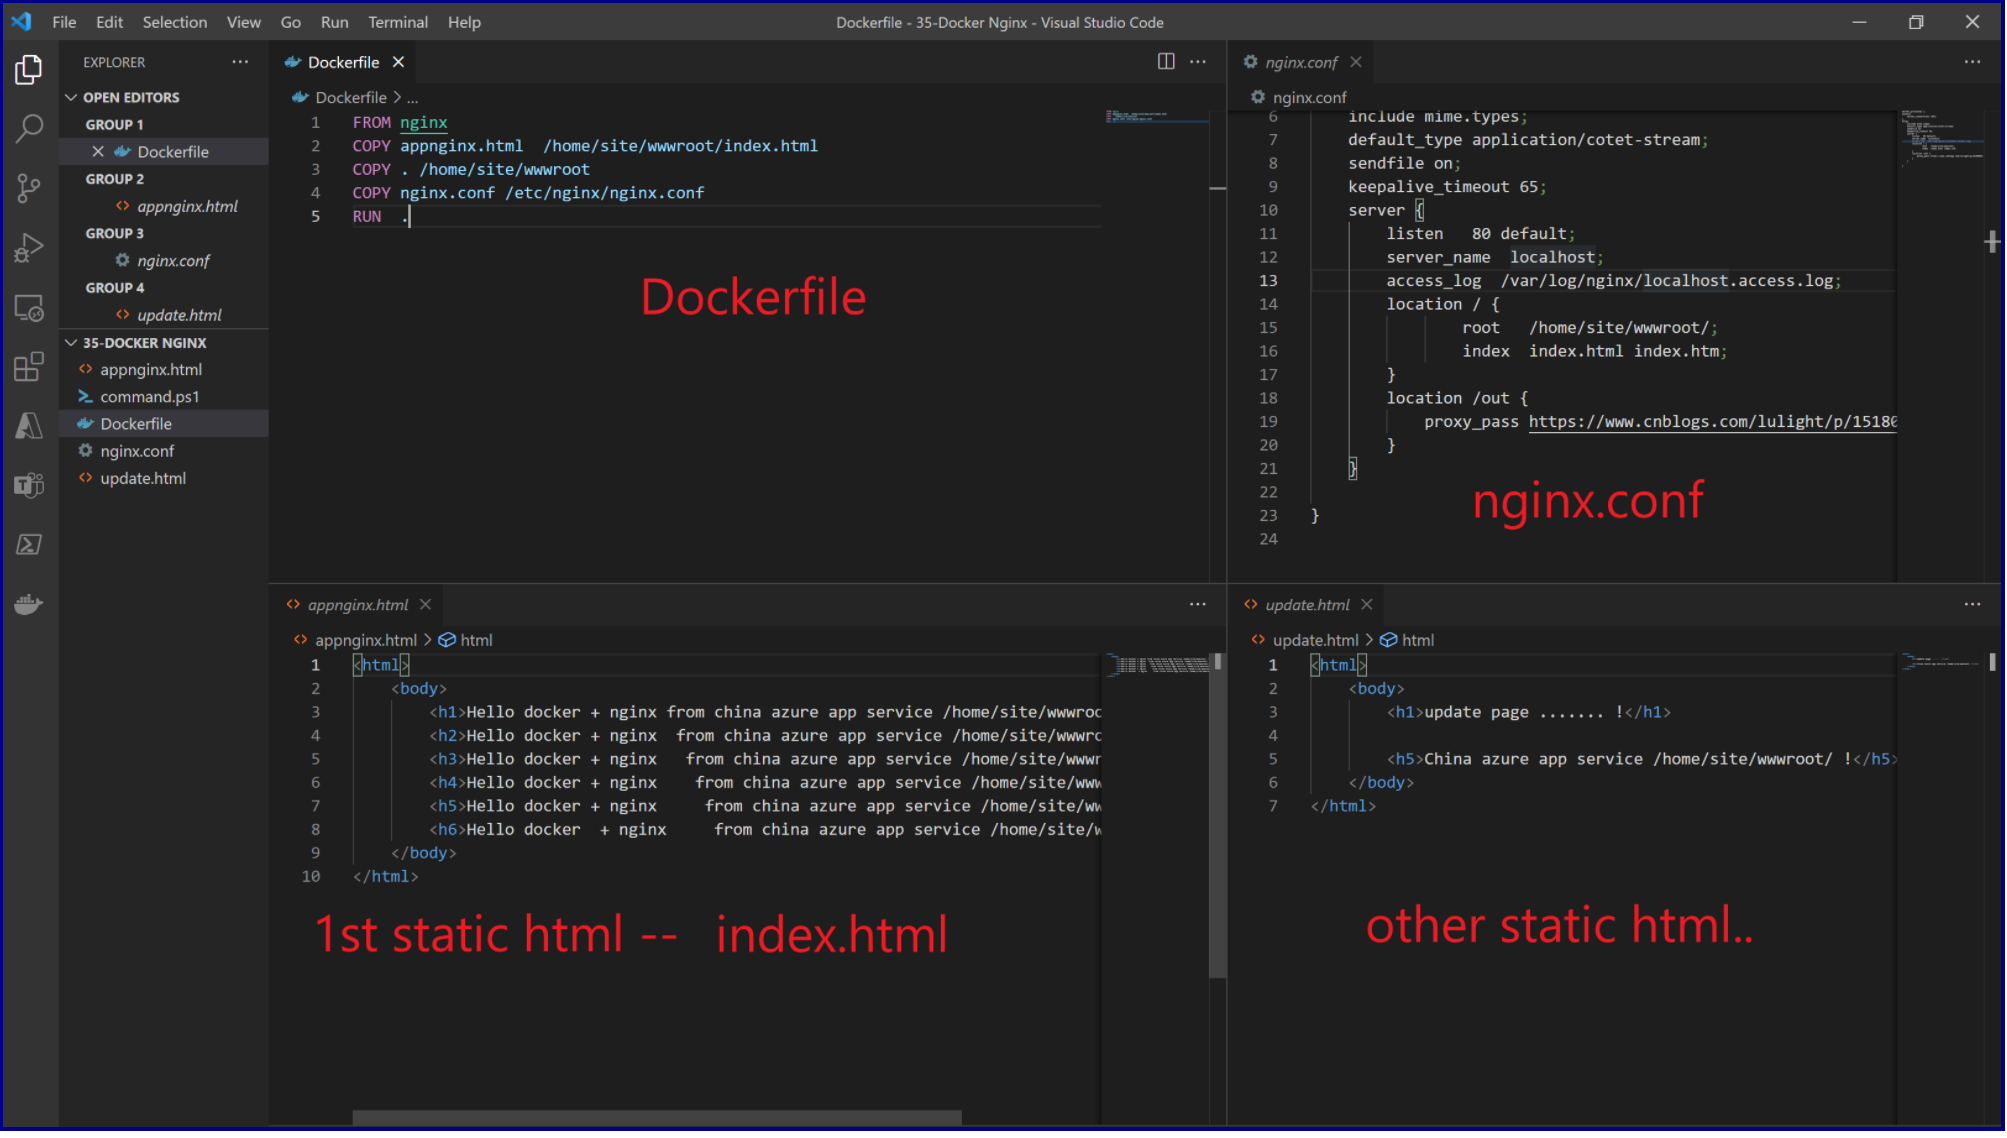 File Edit Selection View Go Run Terminal Help
Dockerfile - 35-Docker Nginx - Visual Studio Code
EXPLORER
OPEN EDITORS
GROUP 1
Dockerfile
GROUP 2
appnginx.html
GROUP 3
nginx.conf
GROUP 4
update.html
35-DOCKER NGINX
appnginx.html
command.ps1
Dockerfile
nginx.conf
update.html
Dockerfile
Dockerfile > ...
1 FROM nginx
2 COPY appnginx.html  /home/site/wwwroot/index.html
3 COPY . /home/site/wwwroot
4 COPY nginx.conf /etc/nginx/nginx.conf
5 RUN  .
Dockerfile
nginx.conf
nginx.conf
6 include mime.types;
7 default_type application/cotet-stream;
8 sendfile on;
9 keepalive_timeout 65;
10 server {
11 listen   80 default;
12 server_name  localhost;
13 access_log  /var/log/nginx/localhost.access.log;
14 location / {
15 root   /home/site/wwwroot/;
16 index  index.html index.htm;
17 }
18 location /out {
19 proxy_pass https://www.cnblogs.com/lulight/p/15180
20 }
21 }
22
23 }
24
nginx.conf
appnginx.html
appnginx.html > html
1 <html>
2 <body>
3 <h1>Hello docker + nginx from china azure app service /home/site/wwwroc
4 <h2>Hello docker + nginx  from china azure app service /home/site/wwwrc
5 <h3>Hello docker + nginx   from china azure app service /home/site/wwwr
6 <h4>Hello docker + nginx    from china azure app service /home/site/www
7 <h5>Hello docker + nginx     from china azure app service /home/site/ww
8 <h6>Hello docker  + nginx     from china azure app service /home/site/w
9 </body>
10 </html>
1st static html -- index.html
update.html
update.html > html
1 <html>
2 <body>
3 <h1>update page ....... !</h1>
4
5 <h5>China azure app service /home/site/wwwroot/ !</h5>
6 </body>
7 </html>
other static html..